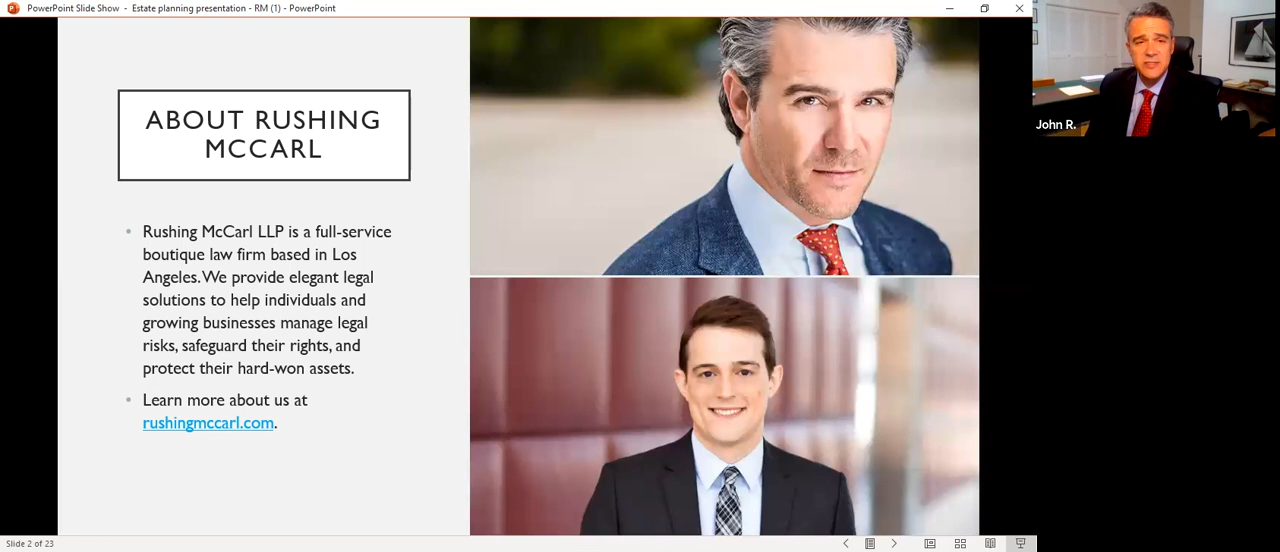 PowerPoint Slide Show - Estate planning presentation - RM (1) - PowerPoint
John R.
ABOUT RUSHING
MCCARL
• Rushing McCarl LLP is a full-service
boutique law firm based in Los
Angeles. We provide elegant legal
solutions to help individuals and
growing businesses manage legal
risks, safeguard their rights, and
protect their hard-won assets.
• Learn more about us at
rushingmccarl.com.
Slide 2 of 23